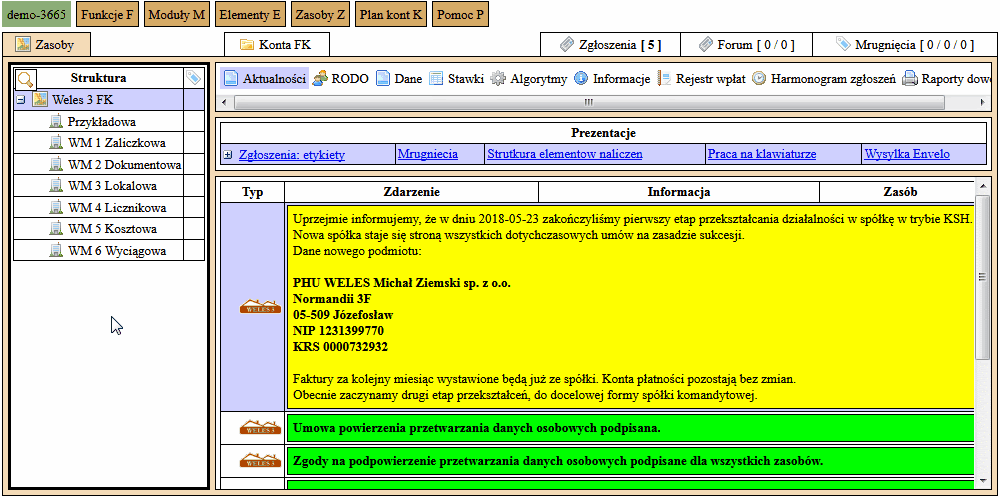 demo-3665 Funkcje F Moduły M Elementy E Zasoby Z Plan kont K Pomoc P
Zasoby Konta FK Zgłoszenia [ 5 ] Forum [ 0 / 0 ] Mrugnięcia [ 0 / 0 / 0 ]
Struktura
Weles 3 FK
Przykładowa
WM 1 Zaliczkowa
WM 2 Dokumentowa
WM 3 Lokalowa
WM 4 Licznikowa
WM 5 Kosztowa
WM 6 Wyciągowa
Aktualności RODO Dane Stawki Algorytmy Informacje Rejestr wpłat Harmonogram zgłoszeń Raporty dowo
Prezentacje
Zgłoszenia: etykiety Mrugniecia Strutkura elementow naliczen Praca na klawiaturze Wysylka Envelo
Typ Zdarzenie Informacja Zasób
Uprzejmie informujemy, że w dniu 2018-05-23 zakończyliśmy pierwszy etap przekształcania działalności w spółkę w trybie KSH.
Nowa spółka staje się stroną wszystkich dotychczasowych umów na zasadzie sukcesji.
Dane nowego podmiotu:
PHU WELES Michał Ziemski sp. z o.o.
Normandii 3F
05-509 Józefosław
NIP 1231399770
KRS 0000732932
WELES 3
Faktury za kolejny miesiąc wystawione będą już ze spółki. Konta płatności pozostają bez zmian.
Obecnie zaczynamy drugi etap przekształceń, do docelowej formy spółki komandytowej.
WELES 3 Umowa powierzenia przetwarzania danych osobowych podpisana.
WELES 3 Zgody na podpowierzenie przetwarzania danych osobowych podpisane dla wszystkich zasobów.